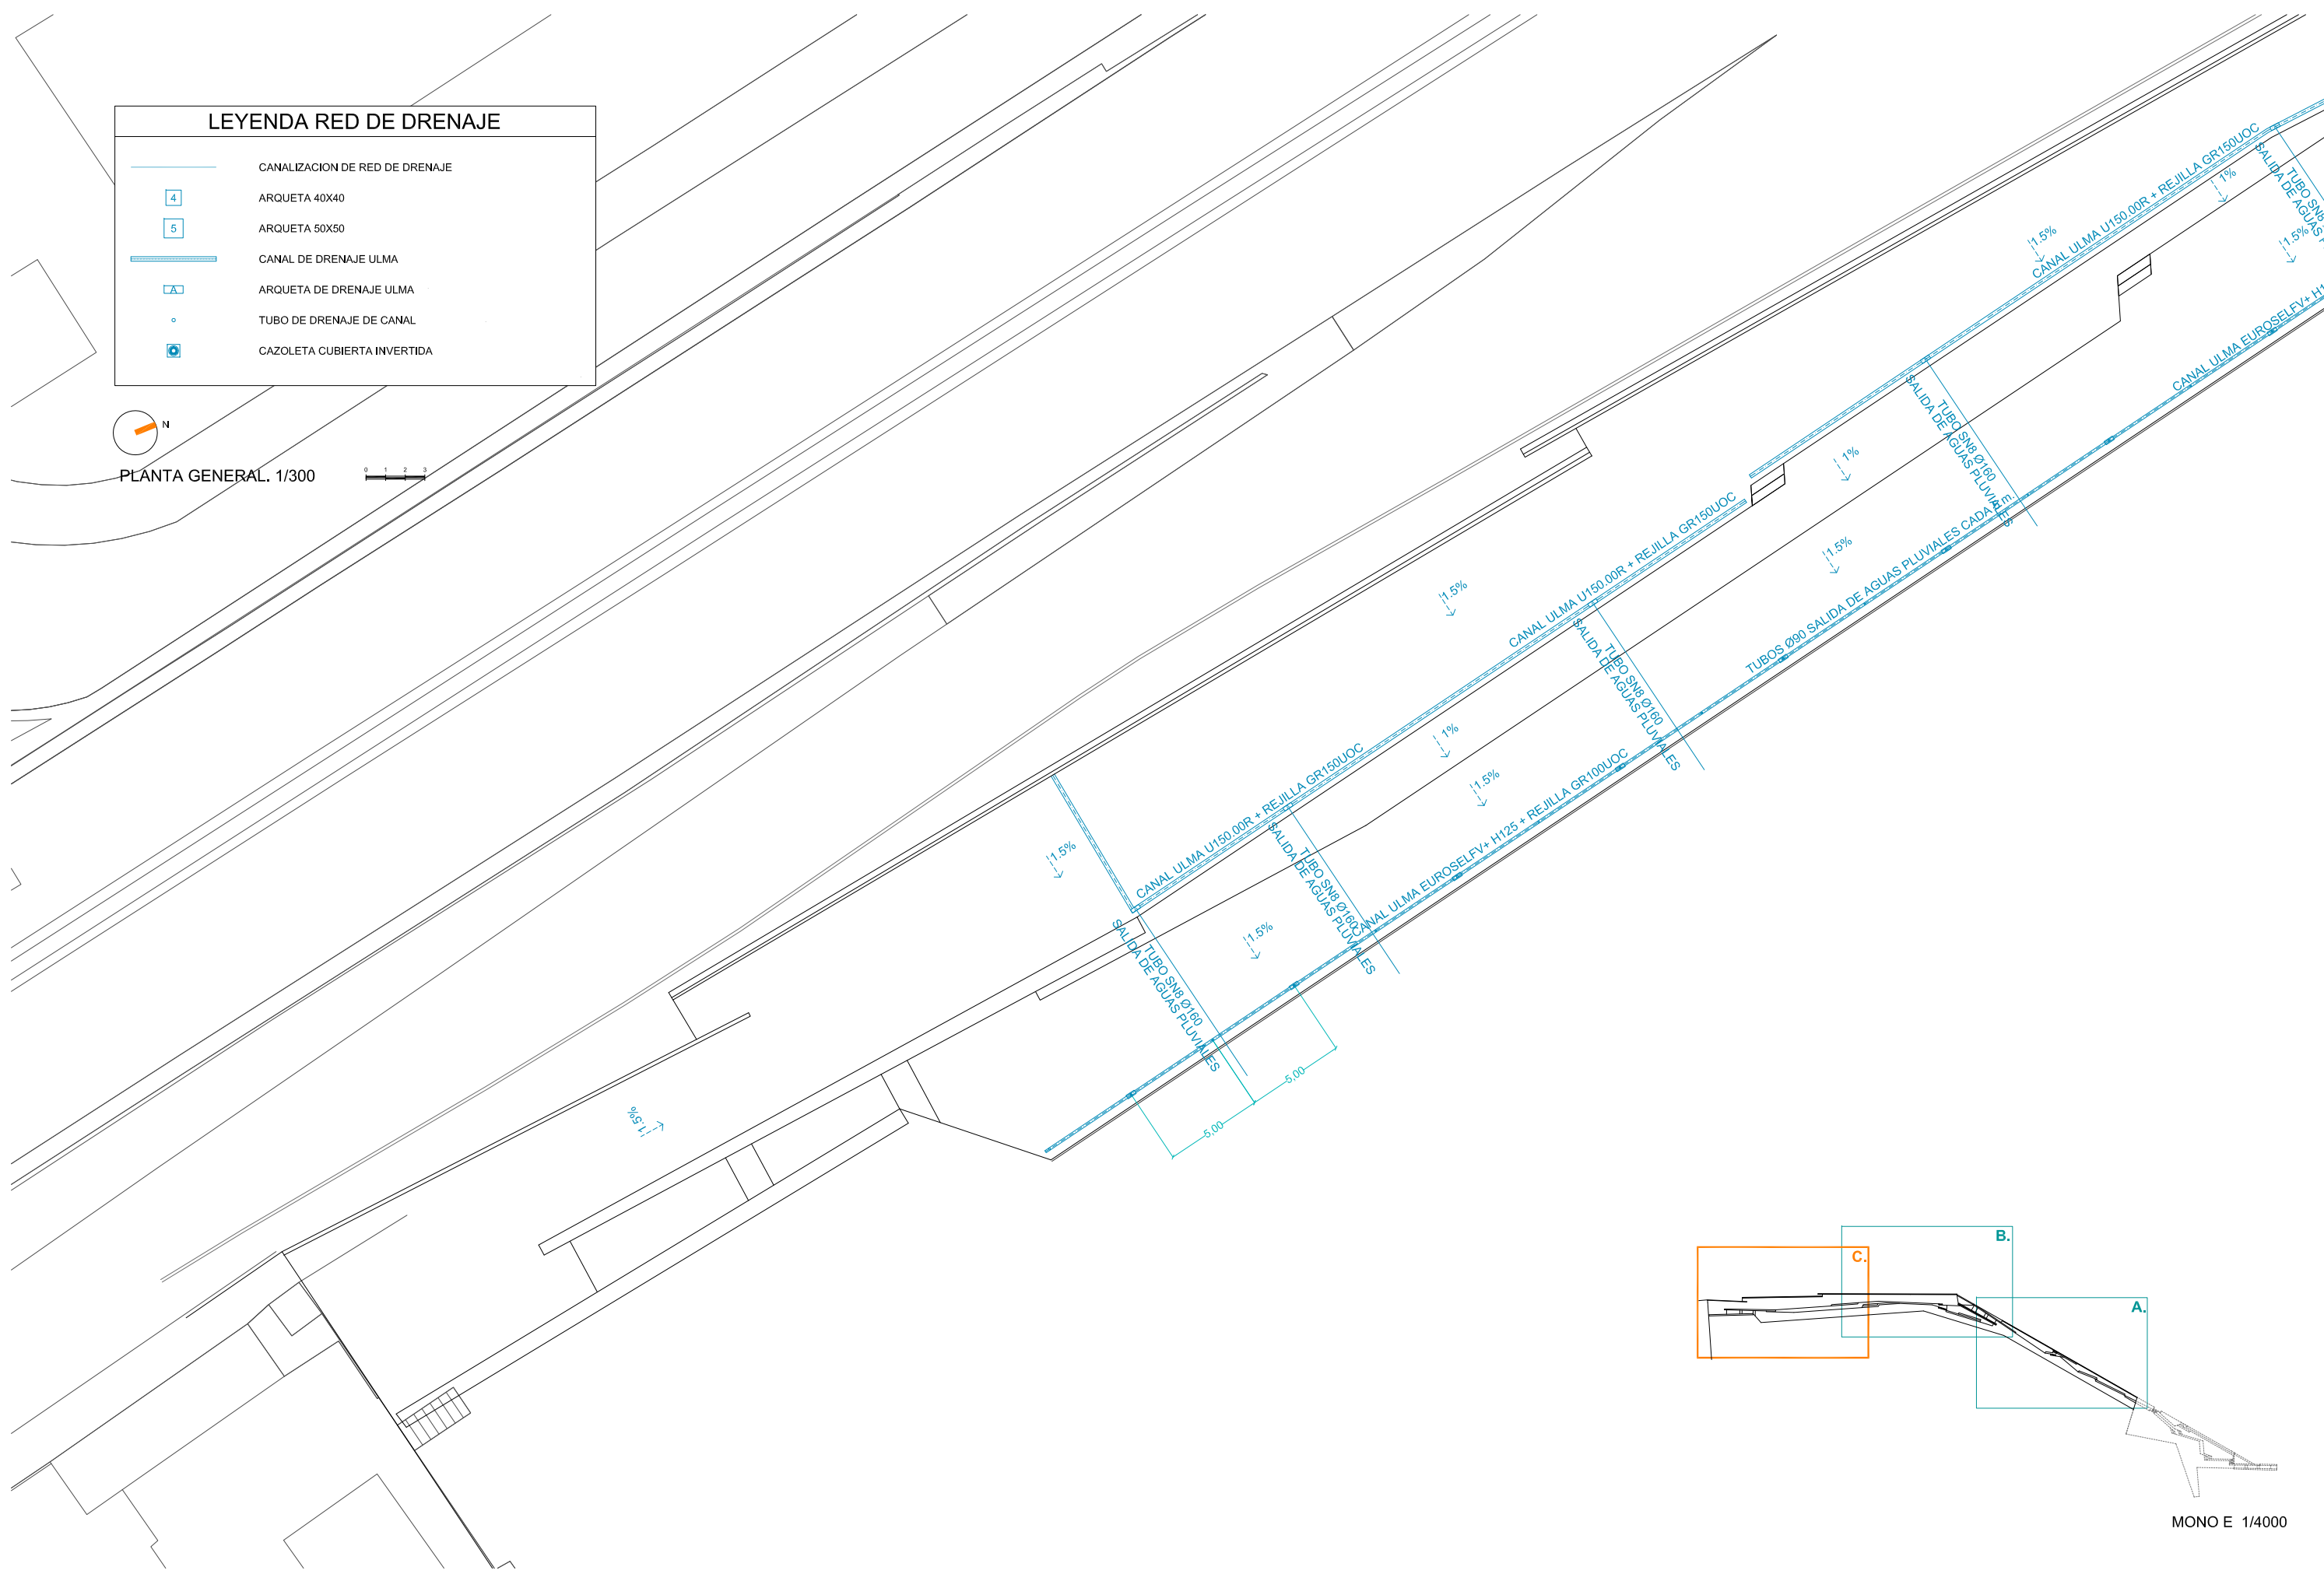 LEYENDA RED DE DRENAJE
CANALIZACION DE RED DE DRENAJE
4
ARQUETA 40X40
5
ARQUETA 50X50
CANAL DE DRENAJE ULMA
A
ARQUETA DE DRENAJE ULMA
TUBO DE DRENAJE DE CANAL
CAZOLETA CUBIERTA INVERTIDA
N
PLANTA GENERAL. 1/300
0 1 2 3
CANAL ULMA U150.00R + REJILLA GR150UOC
TUBO SN8
SALIDA DE AGUAS
1%
1.5%
1.5%
CANAL ULMA EUROSELFV+ H1
TUBO SN8 Ø160
SALIDA DE AGUAS PLUVIALES
1%
1.5%
CANAL ULMA U150.00R + REJILLA GR150UOC
TUBOS Ø90 SALIDA DE AGUAS PLUVIALES CADA
m.
1.5%
TUBO SN8 Ø160
SALIDA DE AGUAS PLUVIALES
1%
1.5%
CANAL ULMA U150.00R + REJILLA GR150UOC
CANAL ULMA EUROSELFV+ H125 + REJILLA GR100UOC
TUBO SN8 Ø160
SALIDA DE AGUAS PLUVIALES
1.5%
1.5%
TUBO SN8 Ø160
SALIDA DE AGUAS PLUVIALES
5,00
5,00
1.5%
B.
C.
A.
MONO E 1/4000